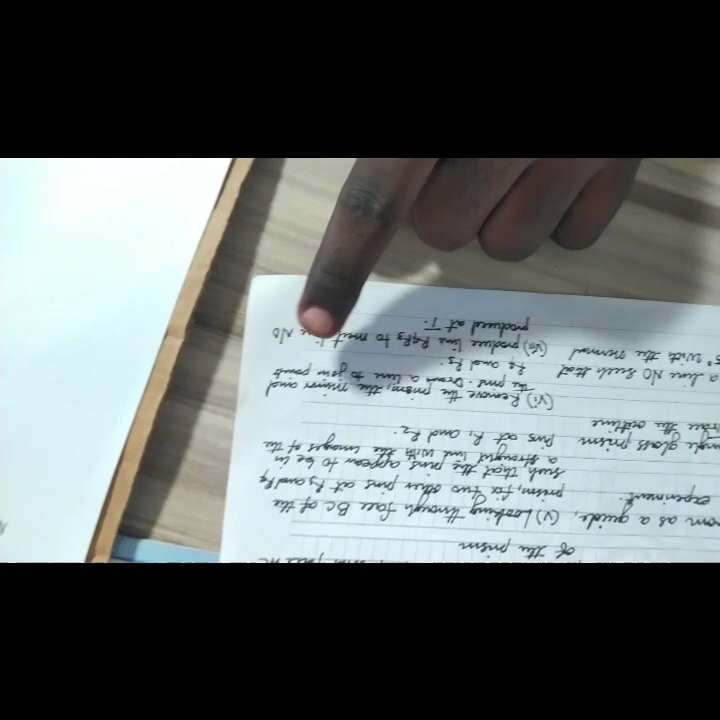 as a guide,
experiment.
glass prism
the outline
a line NO such that
5° with the normal
of the prism
(v) Looking through face BC of the
prism, fix two other pins at P3 and P4
such that the pins appear to be in
a straight line with the images of the
pins at P1 and P2.
(vi) Remove the prism, the mirror and
the pins. Draw a line to join points
P4 and P3.
(vii) produce line P4P3 to meet line NO
produced at T.